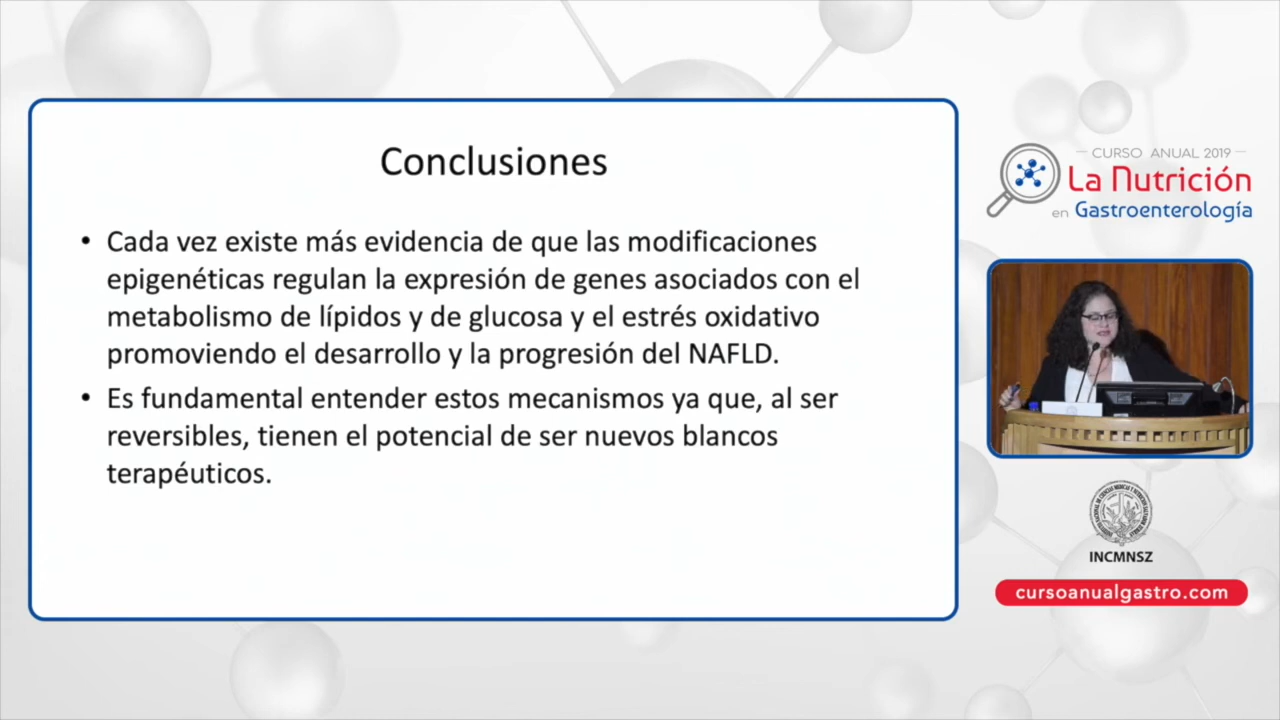 Conclusiones
• Cada vez existe más evidencia de que las modificaciones
epigenéticas regulan la expresión de genes asociados con el
metabolismo de lípidos y de glucosa y el estrés oxidativo
promoviendo el desarrollo y la progresión del NAFLD.
• Es fundamental entender estos mecanismos ya que, al ser
reversibles, tienen el potencial de ser nuevos blancos
terapéuticos.
CURSO ANUAL 2019
La Nutrición
en Gastroenterología
INCMNSZ
cursoanualgastro.com